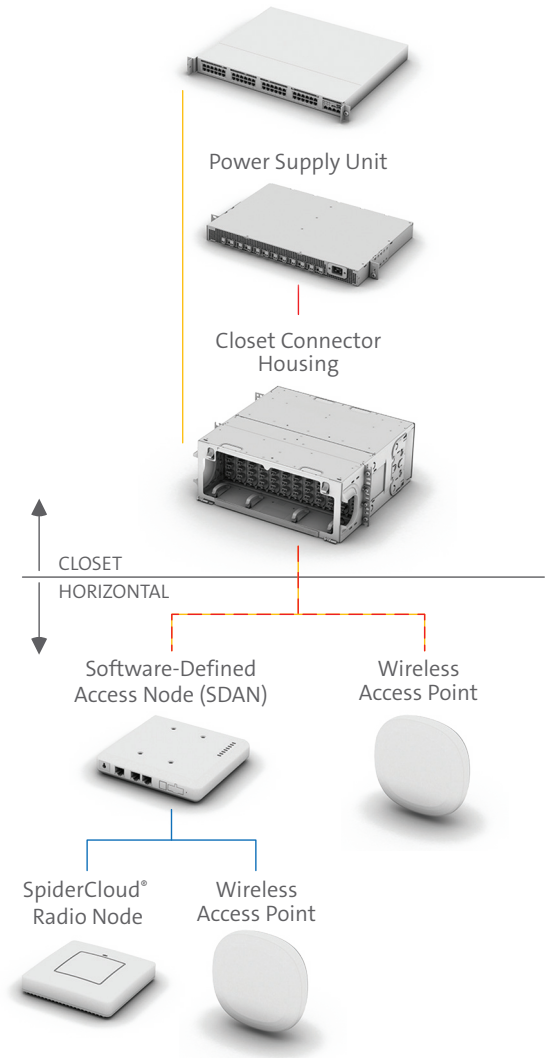 Power Supply Unit
Closet Connector
Housing
CLOSET
HORIZONTAL
Software-Defined
Access Node (SDAN)
Wireless
Access Point
SpiderCloud®
Radio Node
Wireless
Access Point